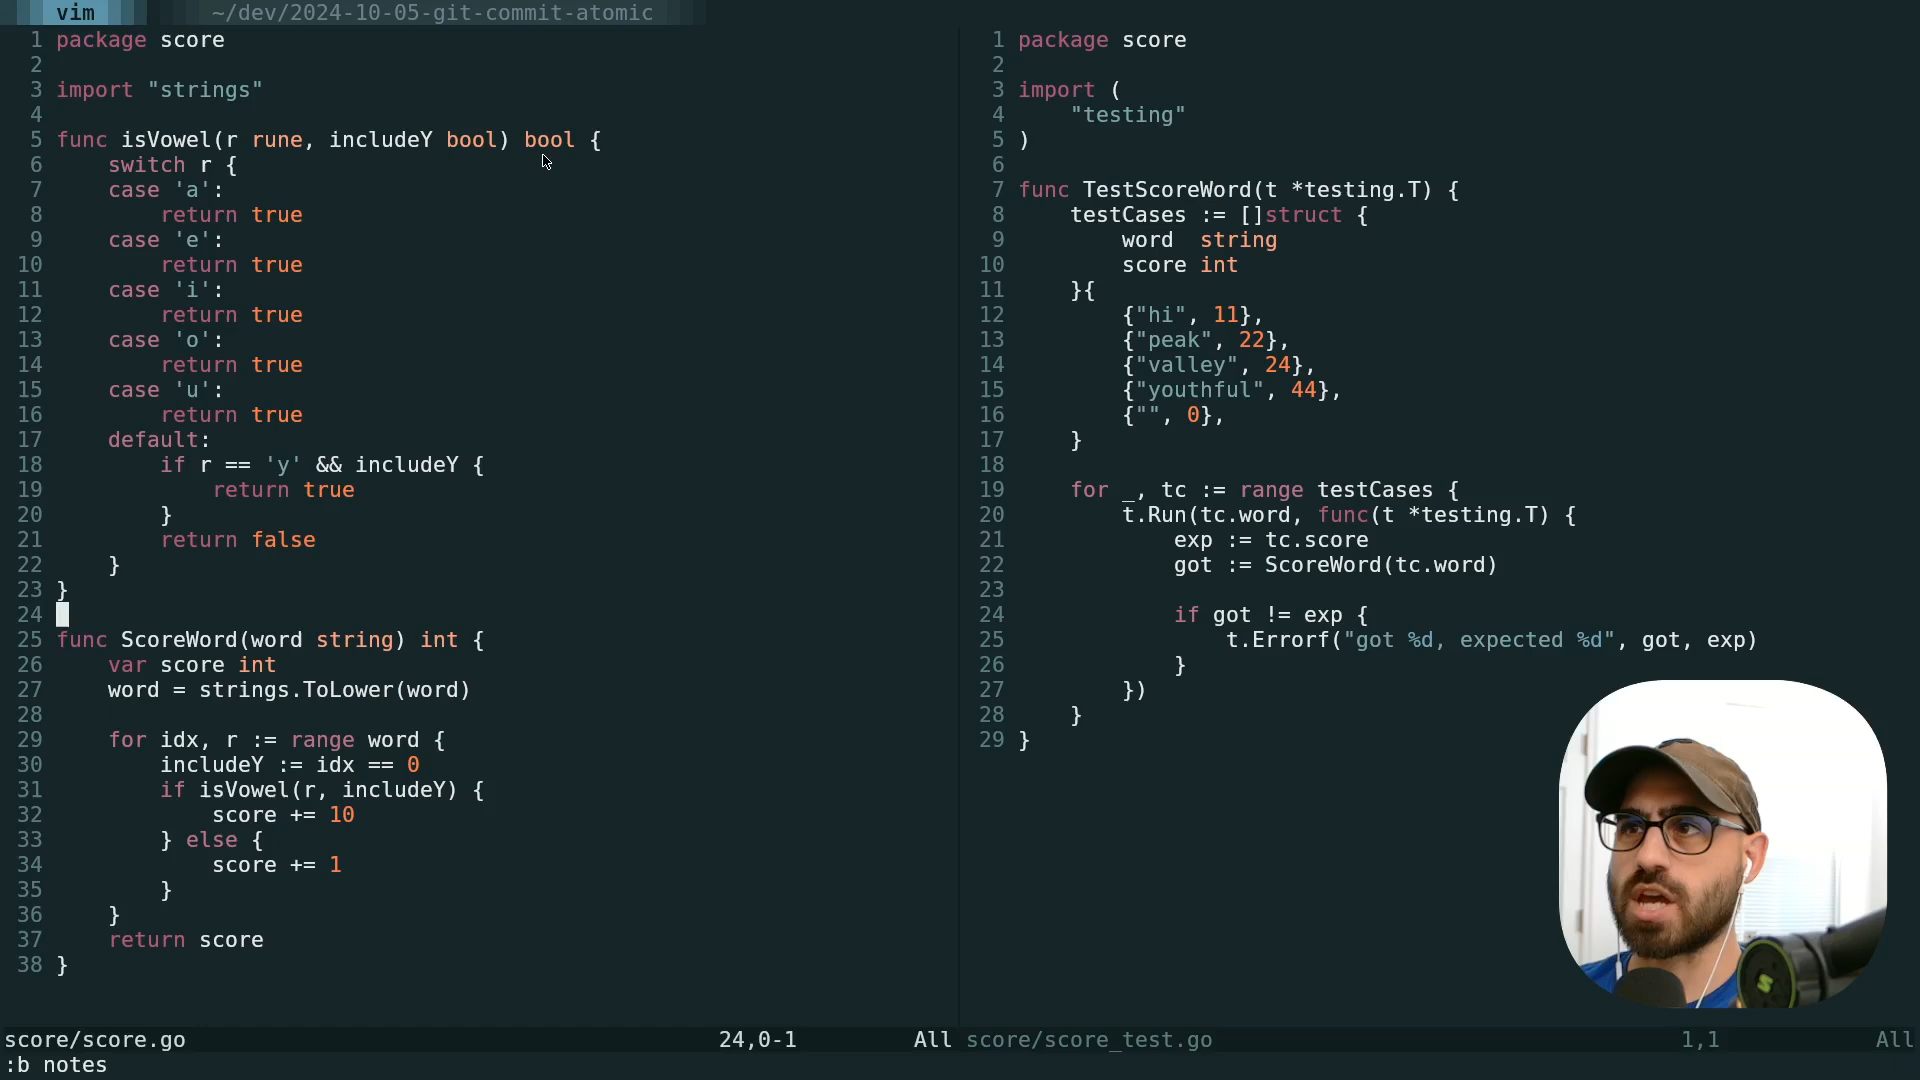 vim ~/dev/2024-10-05-git-commit-atomic
1 package score
2
3 import "strings"
4
5 func isVowel(r rune, includeY bool) bool {
6     switch r {
7     case 'a':
8         return true
9     case 'e':
10         return true
11     case 'i':
12         return true
13     case 'o':
14         return true
15     case 'u':
16         return true
17     default:
18         if r == 'y' && includeY {
19             return true
20         }
21         return false
22     }
23 }
24
25 func ScoreWord(word string) int {
26     var score int
27     word = strings.ToLower(word)
28
29     for idx, r := range word {
30         includeY := idx == 0
31         if isVowel(r, includeY) {
32             score += 10
33         } else {
34             score += 1
35         }
36     }
37     return score
38 }
1 package score
2
3 import (
4     "testing"
5 )
6
7 func TestScoreWord(t *testing.T) {
8     testCases := []struct {
9         word  string
10         score int
11     }{
12         {"hi", 11},
13         {"peak", 22},
14         {"valley", 24},
15         {"youthful", 44},
16         {"", 0},
17     }
18
19     for _, tc := range testCases {
20         t.Run(tc.word, func(t *testing.T) {
21             exp := tc.score
22             got := ScoreWord(tc.word)
23
24             if got != exp {
25                 t.Errorf("got %d, expected %d", got, exp)
26             }
27         })
28     }
29 }
score/score.go 24,0-1 All score/score_test.go 1,1 All
:b notes